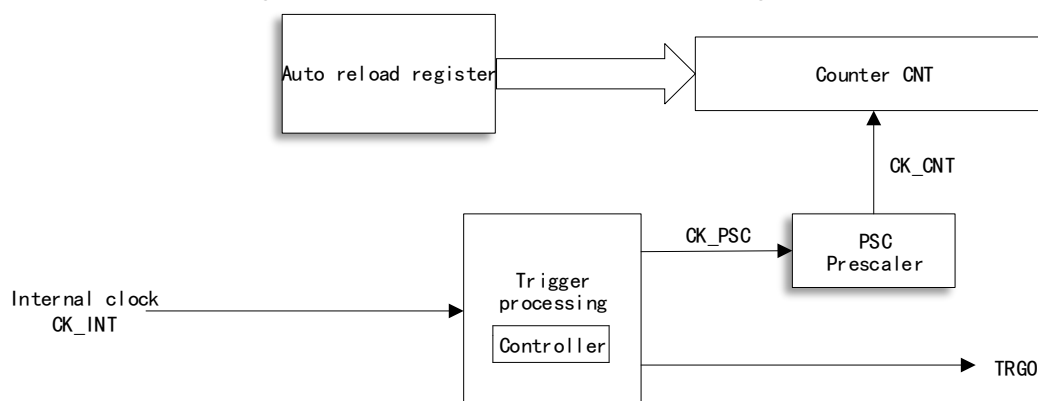 Auto reload register
Counter CNT
CK_CNT
CK_PSC
PSC
Prescaler
Trigger
processing
Controller
Internal clock
CK_INT
TRGO